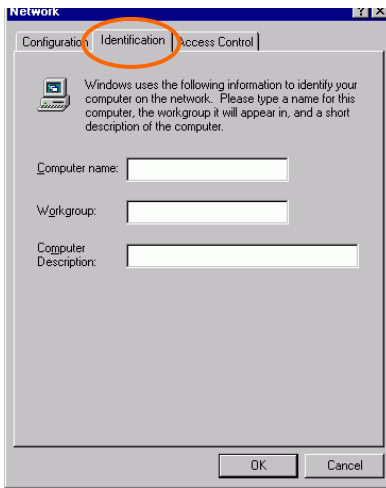 Network
Configuration Identification Access Control
Windows uses the following information to identify your
computer on the network. Please type a name for this
computer, the workgroup it will appear in, and a short
description of the computer.
Computer name:
Workgroup:
Computer
Description:
OK Cancel